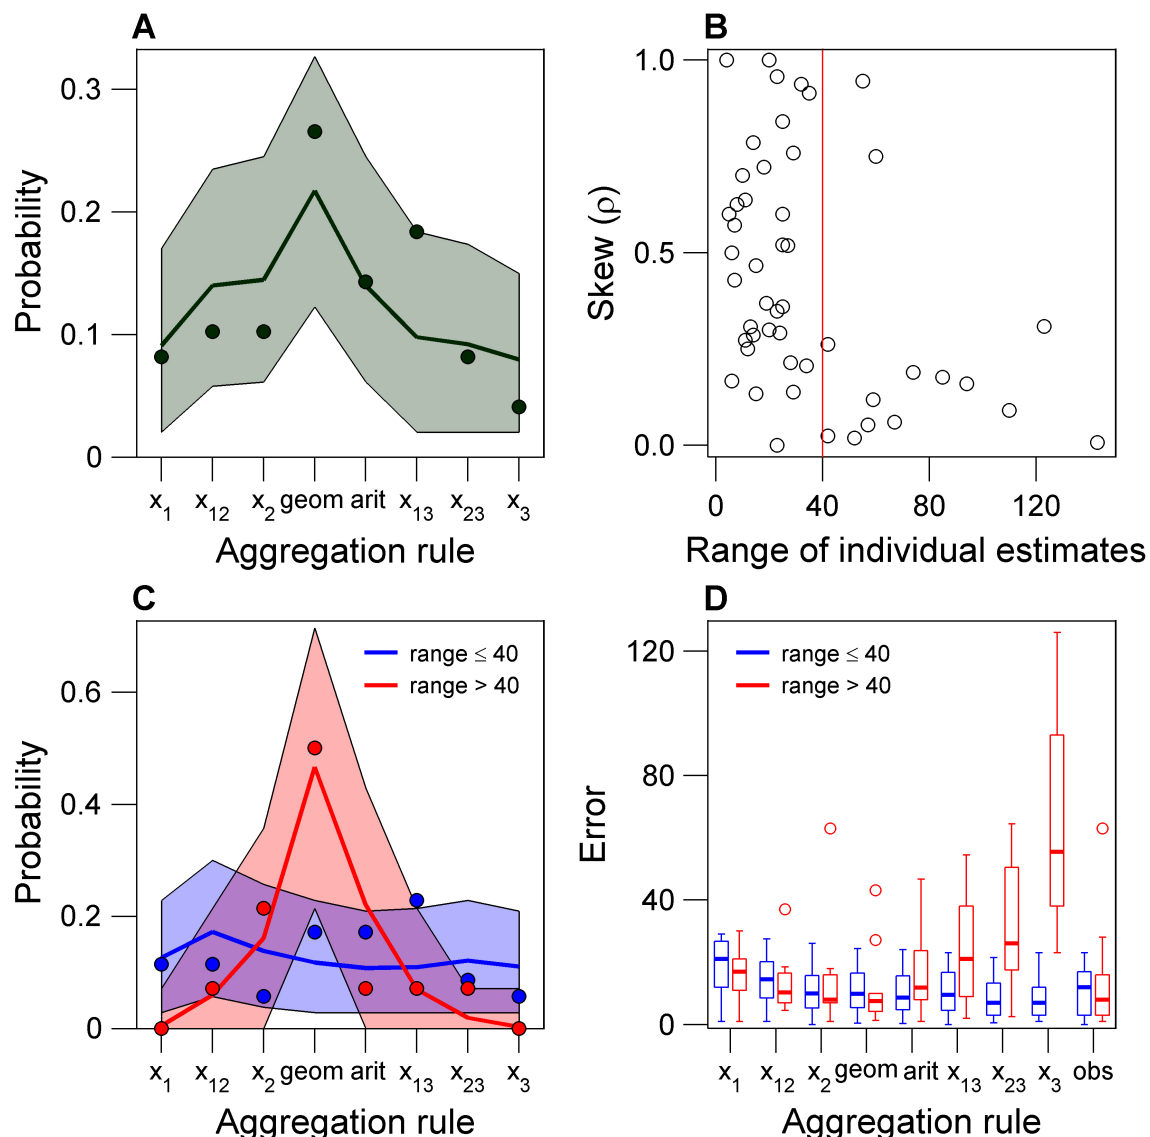 A
Probability
0.3
0.2
0.1
0
x1 x12 x2 geom arit x13 x23 x3
Aggregation rule
B
Skew (ρ)
1.0
0.5
0.0
0 40 80 120
Range of individual estimates
C
range ≤ 40
range > 40
Probability
0.6
0.4
0.2
0
x1 x12 x2 geom arit x13 x23 x3
Aggregation rule
D
range ≤ 40
range > 40
Error
120
80
40
0
x1 x12 x2 geom arit x13 x23 x3 obs
Aggregation rule